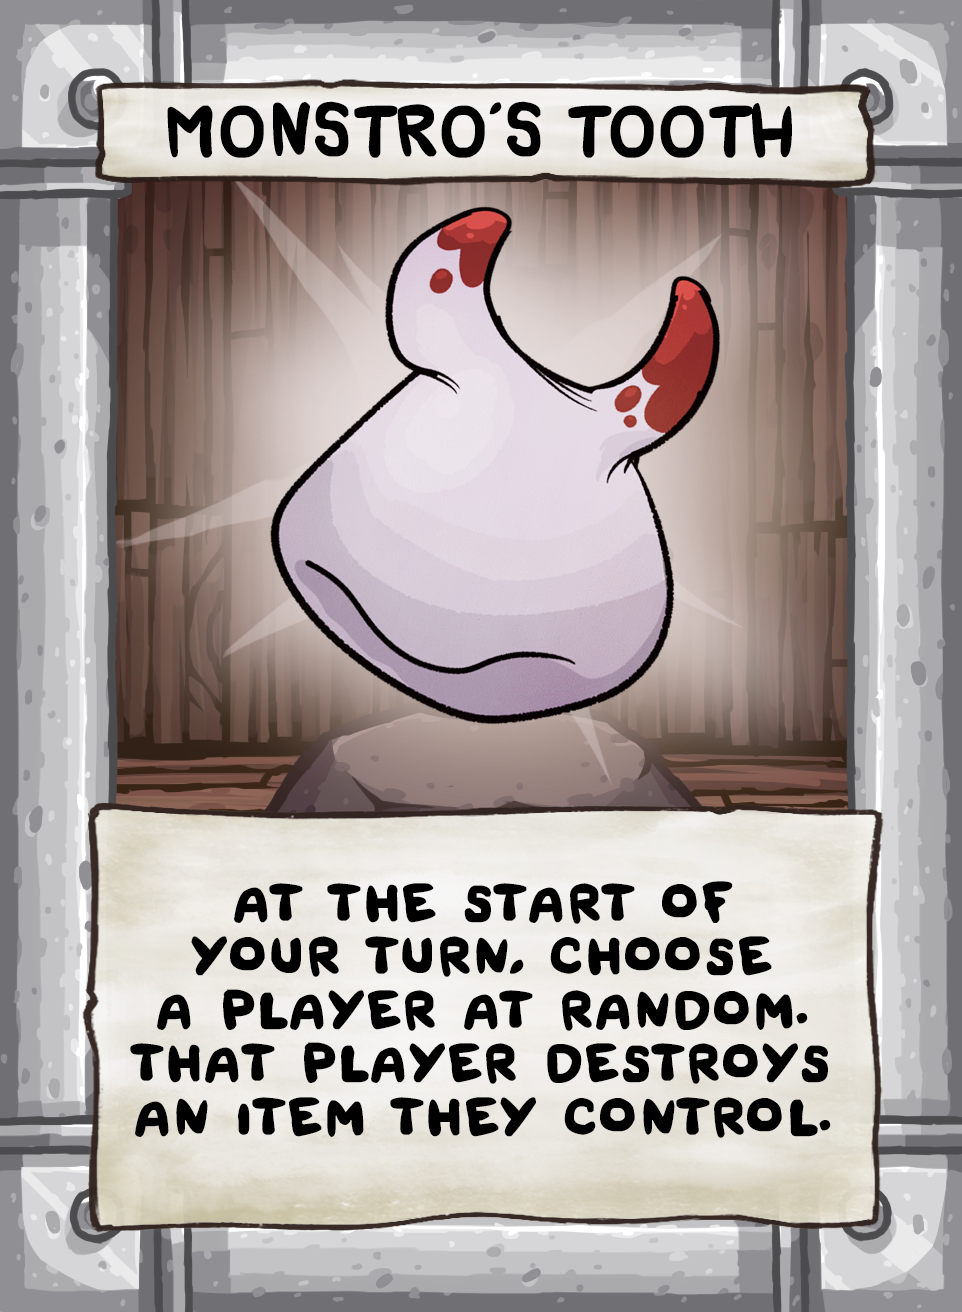 MONSTRO'S TOOTH
AT THE START OF
YOUR TURN, CHOOSE
A PLAYER AT RANDOM.
THAT PLAYER DESTROYS
AN ITEM THEY CONTROL.